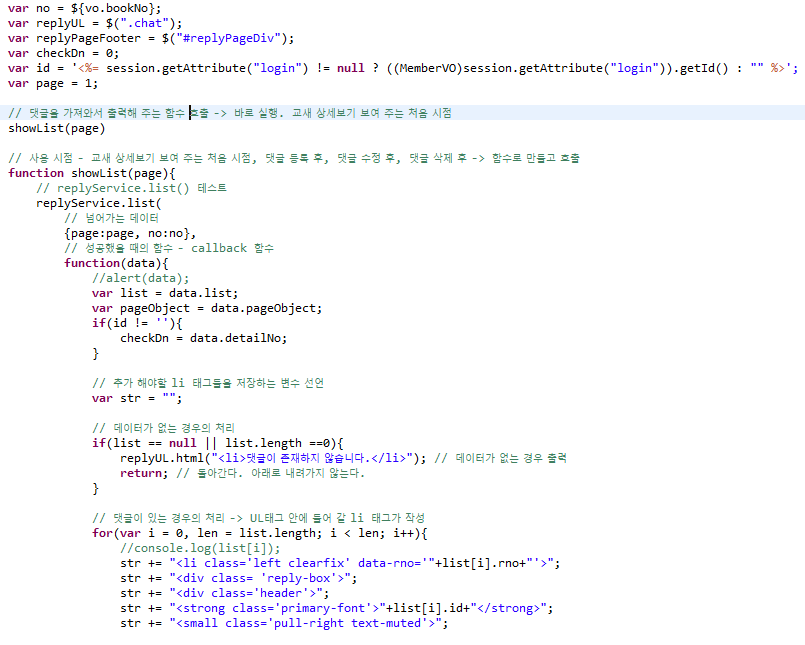 var no = ${vo.bookNo};
var replyUL = $(".chat");
var replyPageFooter = $("#replyPageDiv");
var checkDn = 0;
var id = '<%= session.getAttribute("login") != null ? ((MemberVO)session.getAttribute("login")).getId() : "" %>';
var page = 1;
// 댓글을 가져와서 출력해 주는 함수 호출 -> 바로 실행. 교새 상세보기 보여 주는 처음 시점
showList(page)
// 사용 시점 - 교새 상세보기 보여 주는 처음 시점, 댓글 등록 후, 댓글 수정 후, 댓글 삭제 후 -> 함수로 만들고 호출
function showList(page){
// replyService.list() 테스트
replyService.list(
// 넘어가는 데이터
{page:page, no:no},
// 성공했을 때의 함수 - callback 함수
function(data){
//alert(data);
var list = data.list;
var pageObject = data.pageObject;
if(id != ''){
checkDn = data.detailNo;
}
// 추가 해야할 li 태그들을 저장하는 변수 선언
var str = "";
// 데이터가 없는 경우의 처리
if(list == null || list.length ==0){
replyUL.html("<li>댓글이 존재하지 않습니다.</li>"); // 데이터가 없는 경우 출력
return; // 돌아간다. 아래로 내려가지 않는다.
}
// 댓글이 있는 경우의 처리 -> UL태그 안에 들어 갈 li 태그가 작성
for(var i = 0, len = list.length; i < len; i++){
//console.log(list[i]);
str += "<li class='left clearfix' data-rno='"+list[i].rno+"'>";
str += "<div class= 'reply-box'>";
str += "<div class='header'>";
str += "<strong class='primary-font'>"+list[i].id+"</strong>";
str += "<small class='pull-right text-muted'>";